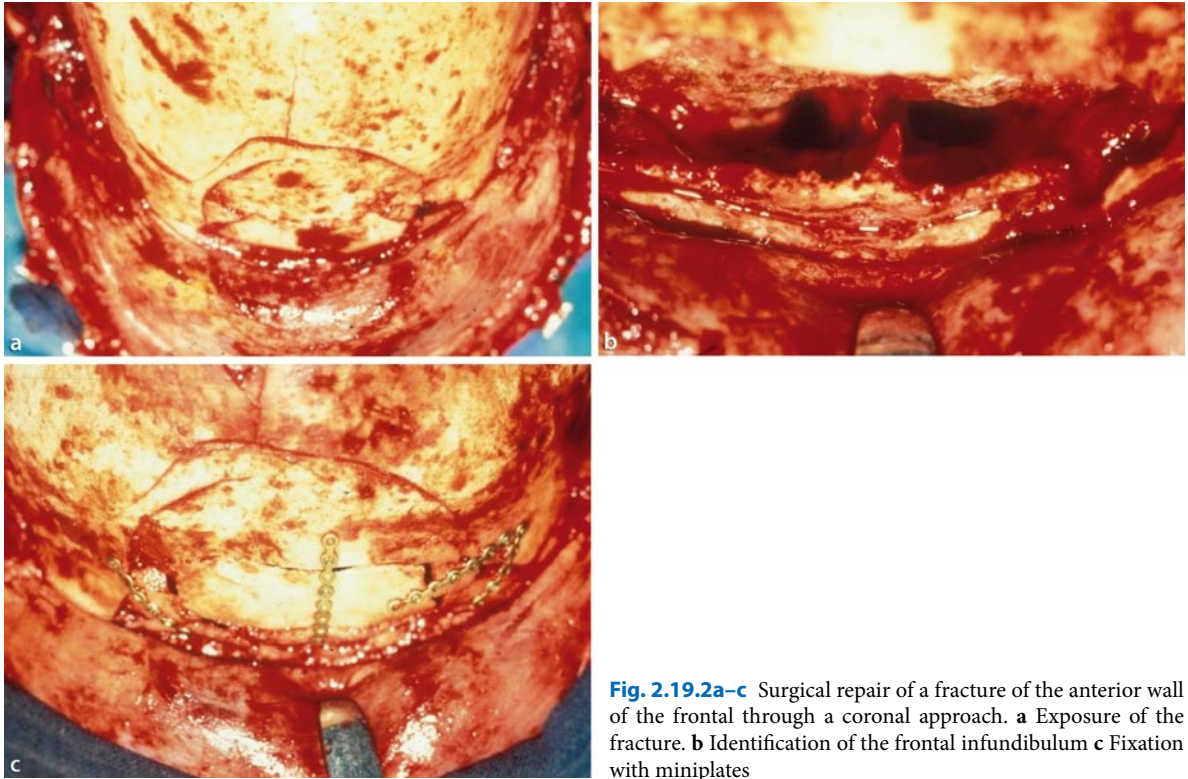 a
b
c
Fig. 2.19.2a–c Surgical repair of a fracture of the anterior wall
of the frontal through a coronal approach. a Exposure of the
fracture. b Identification of the frontal infundibulum c Fixation
with miniplates